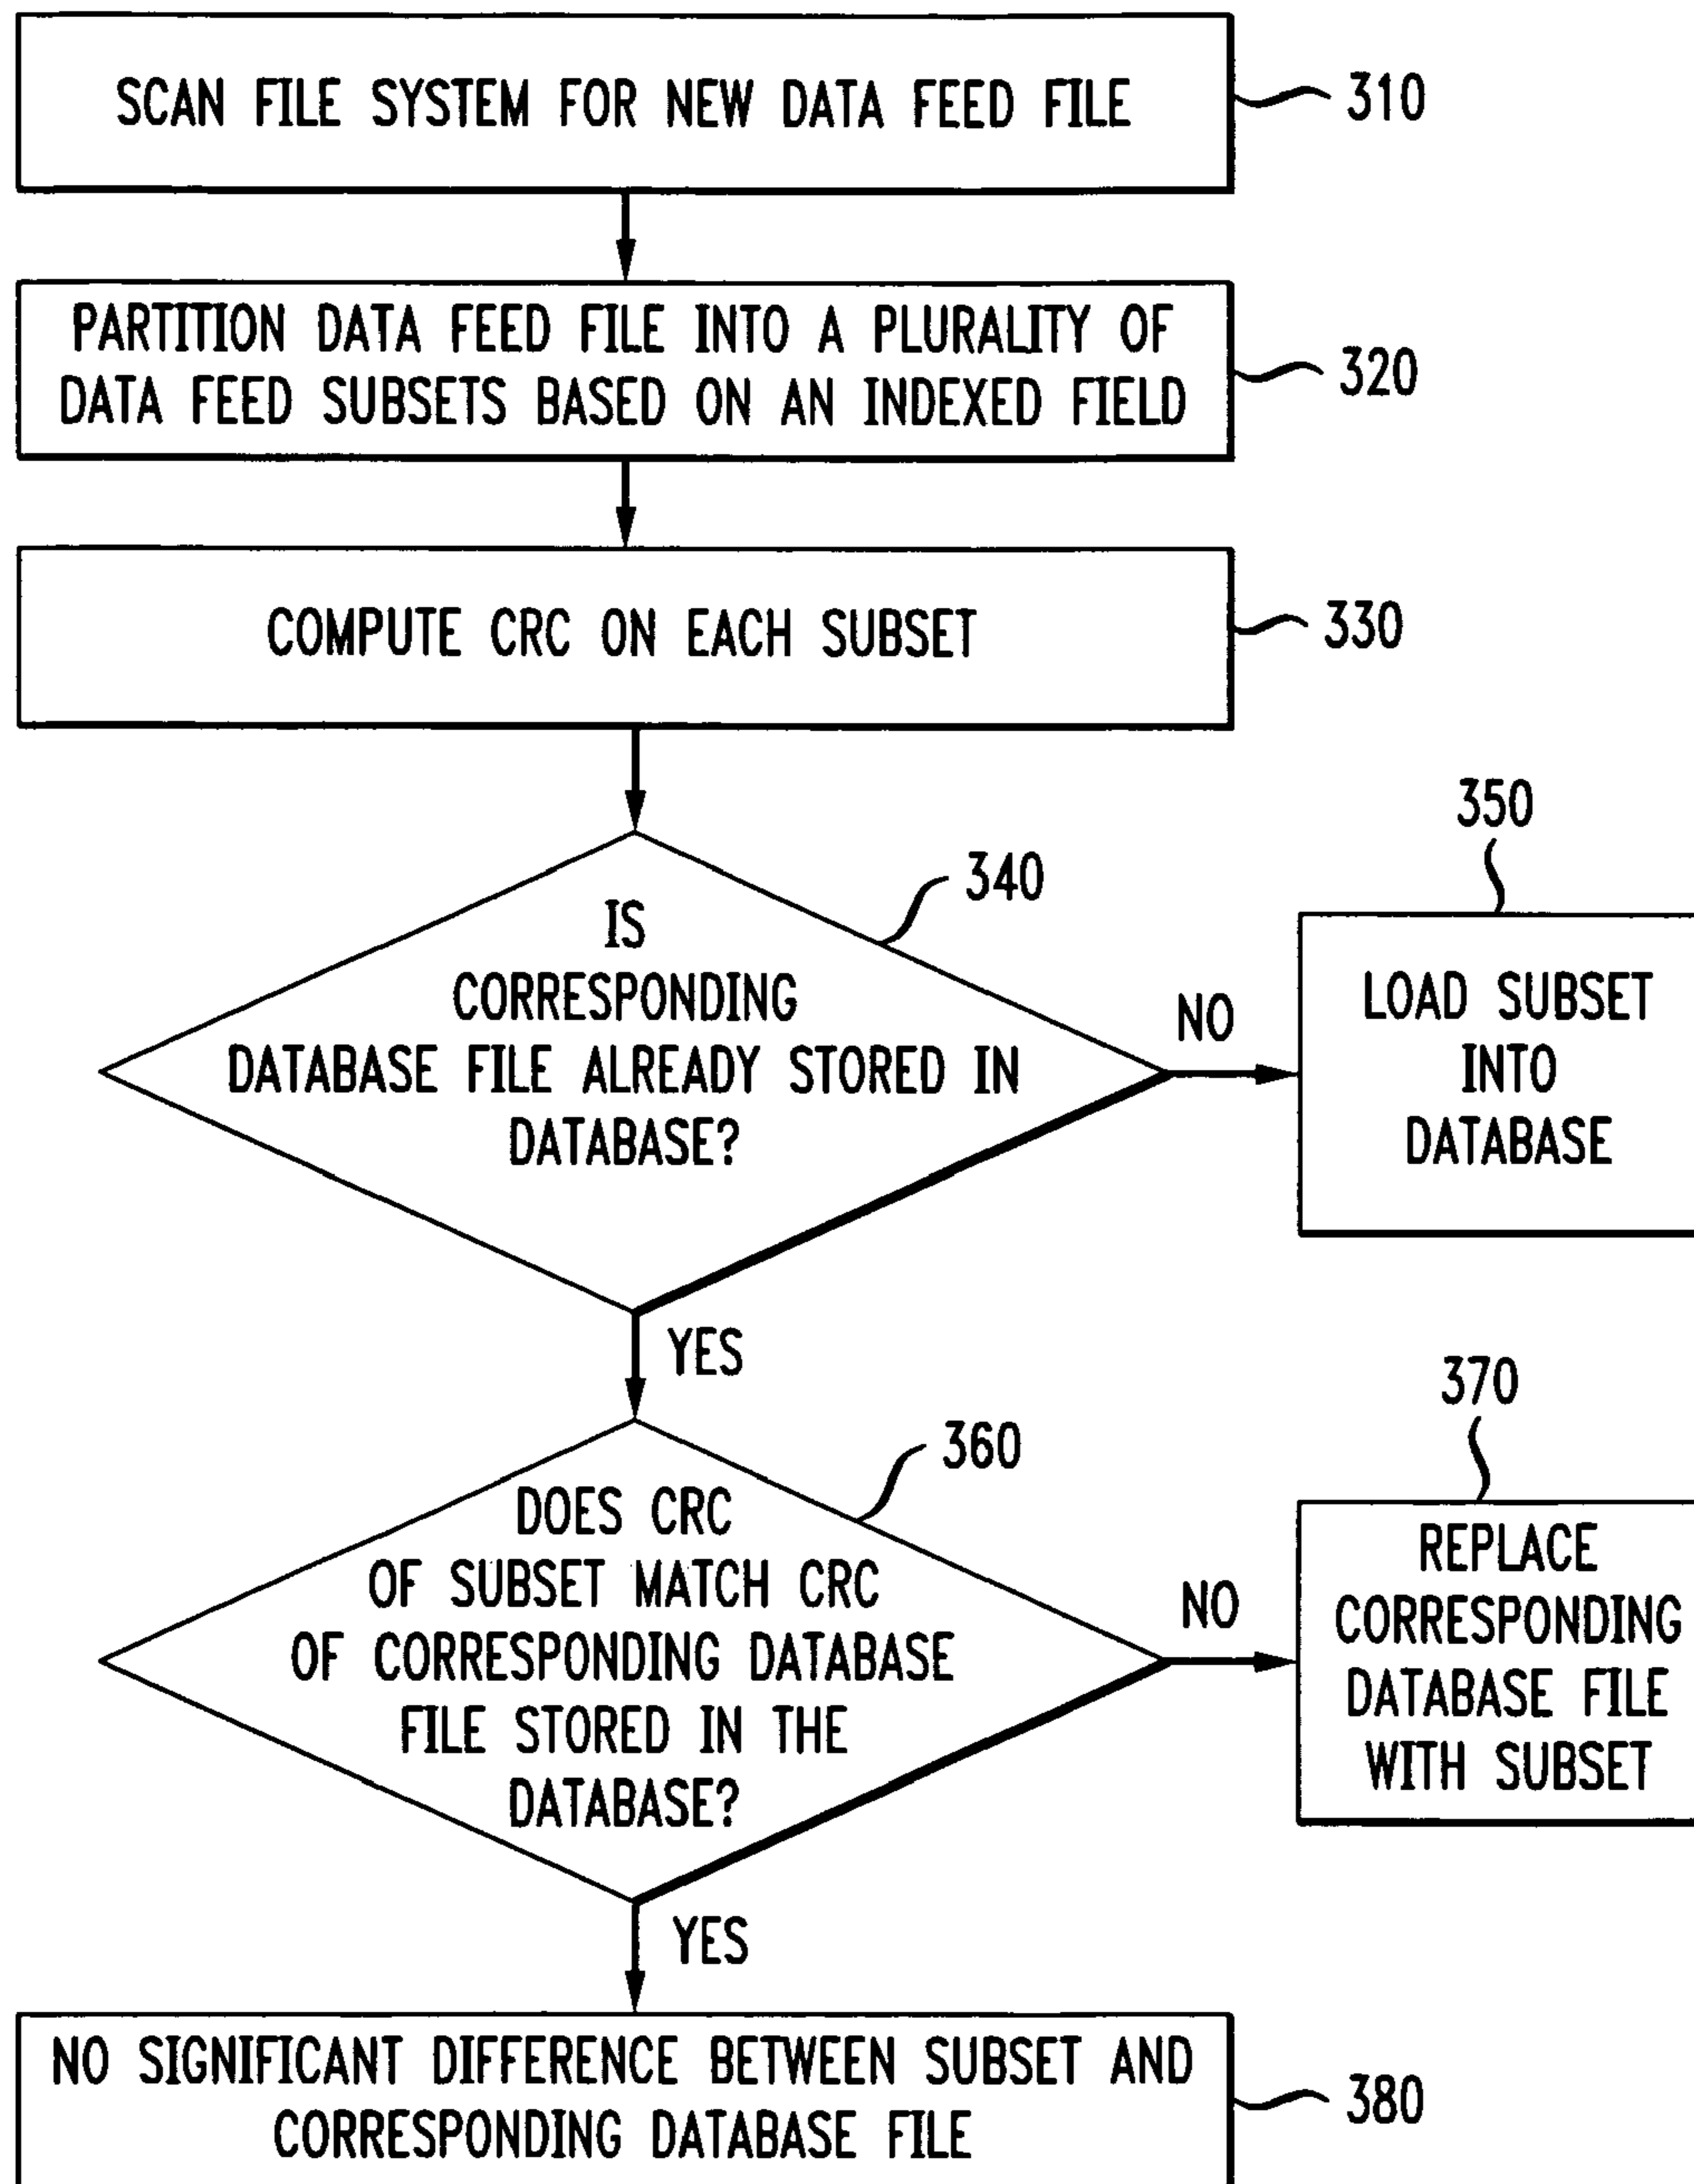 SCAN FILE SYSTEM FOR NEW DATA FEED FILE
310
PARTITION DATA FEED FILE INTO A PLURALITY OF
DATA FEED SUBSETS BASED ON AN INDEXED FIELD
320
COMPUTE CRC ON EACH SUBSET
330
IS
CORRESPONDING
DATABASE FILE ALREADY STORED IN
DATABASE?
340
NO
350
LOAD SUBSET
INTO
DATABASE
YES
DOES CRC
OF SUBSET MATCH CRC
OF CORRESPONDING DATABASE
FILE STORED IN THE
DATABASE?
360
NO
370
REPLACE
CORRESPONDING
DATABASE FILE
WITH SUBSET
YES
NO SIGNIFICANT DIFFERENCE BETWEEN SUBSET AND
CORRESPONDING DATABASE FILE
380